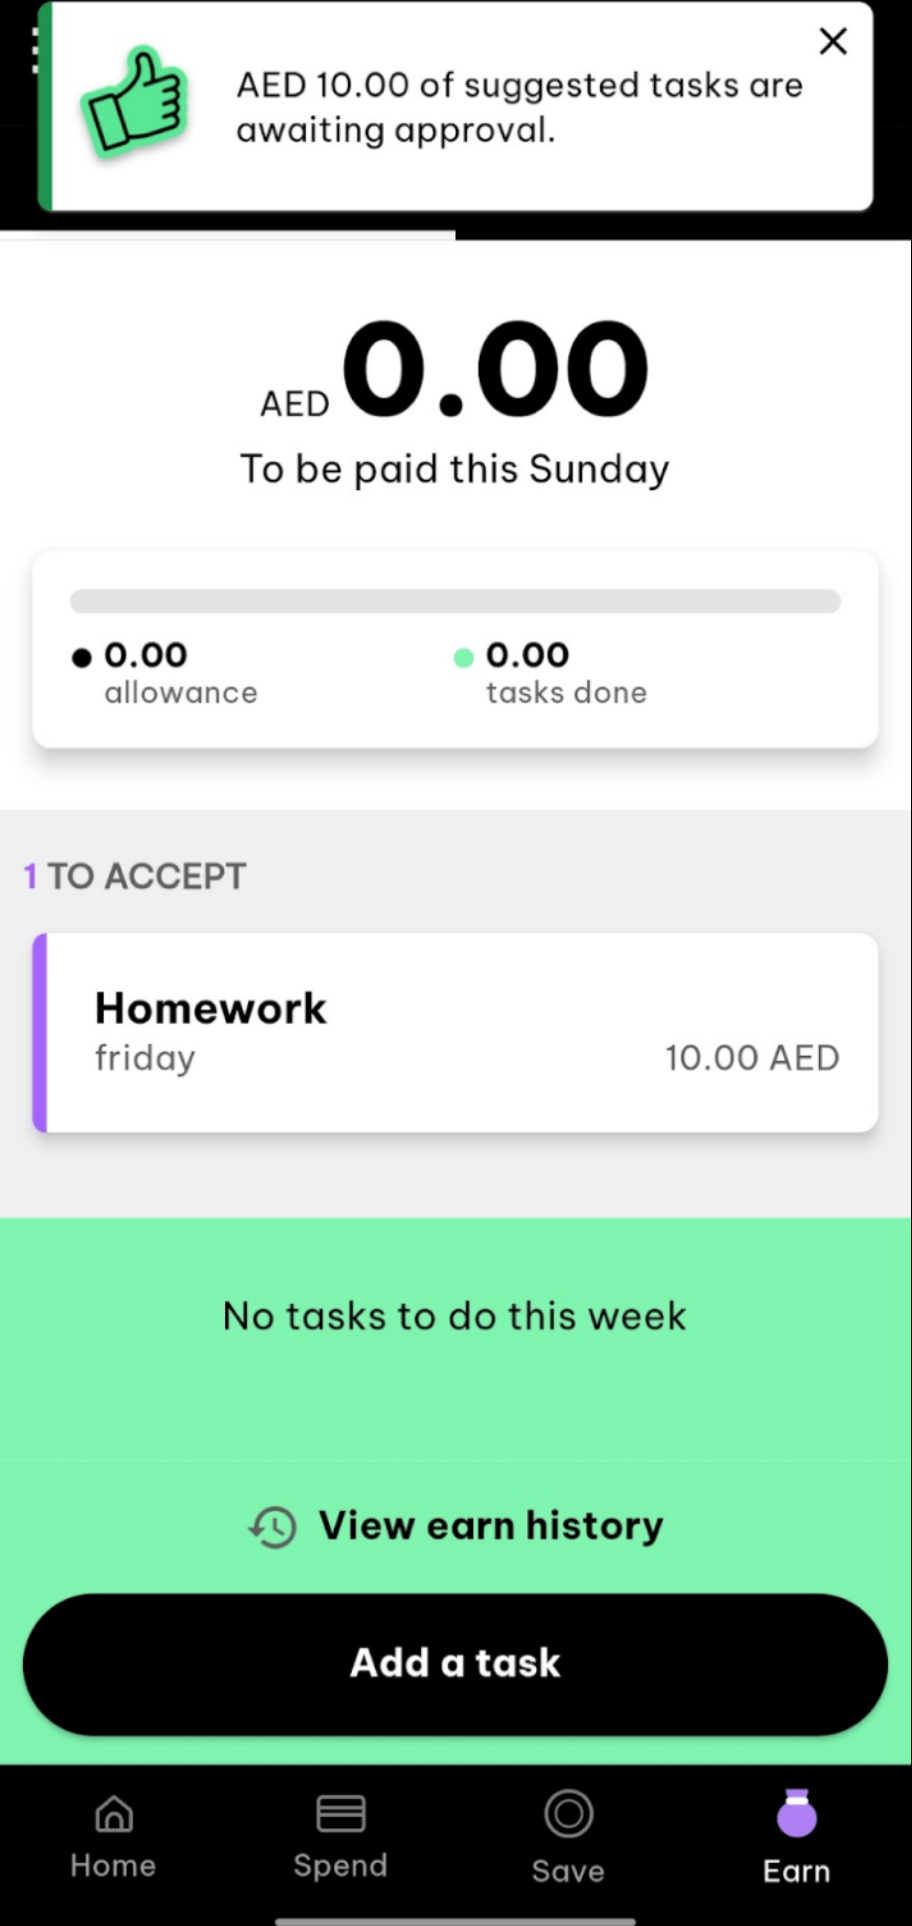 AED 10.00 of suggested tasks are
awaiting approval.
AED 0.00
To be paid this Sunday
0.00
allowance
0.00
tasks done
1 TO ACCEPT
Homework
friday
10.00 AED
No tasks to do this week
View earn history
Add a task
Home
Spend
Save
Earn